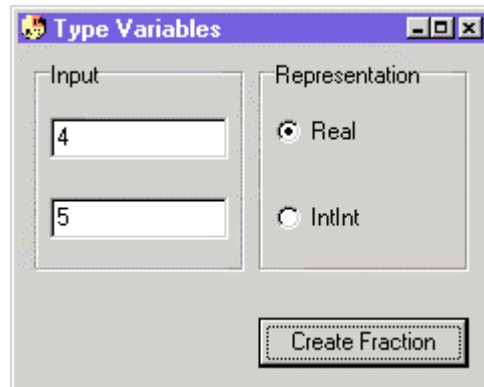 Type Variables
Input
4
5
Representation
Real
IntInt
Create Fraction